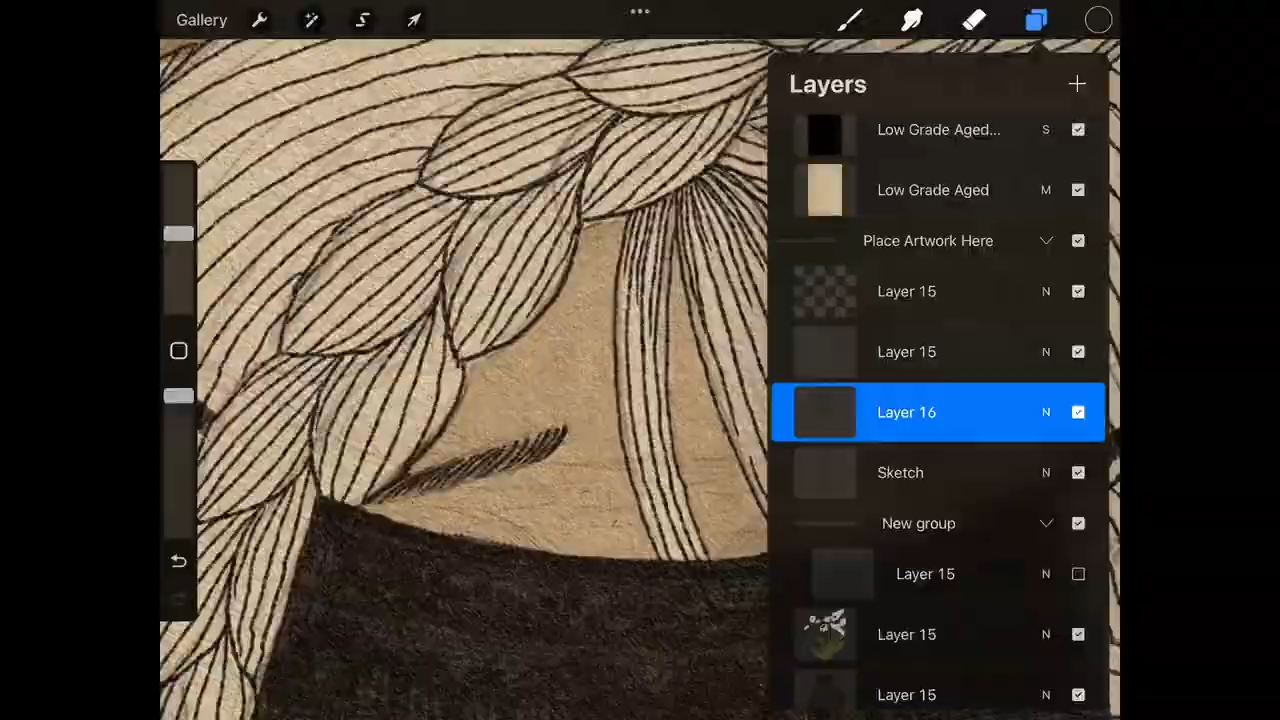 Gallery
Layers
Low Grade Aged... S
Low Grade Aged M
Place Artwork Here
Layer 15 N
Layer 15 N
Layer 16 N
Sketch N
New group
Layer 15 N
Layer 15 N
Layer 15 N